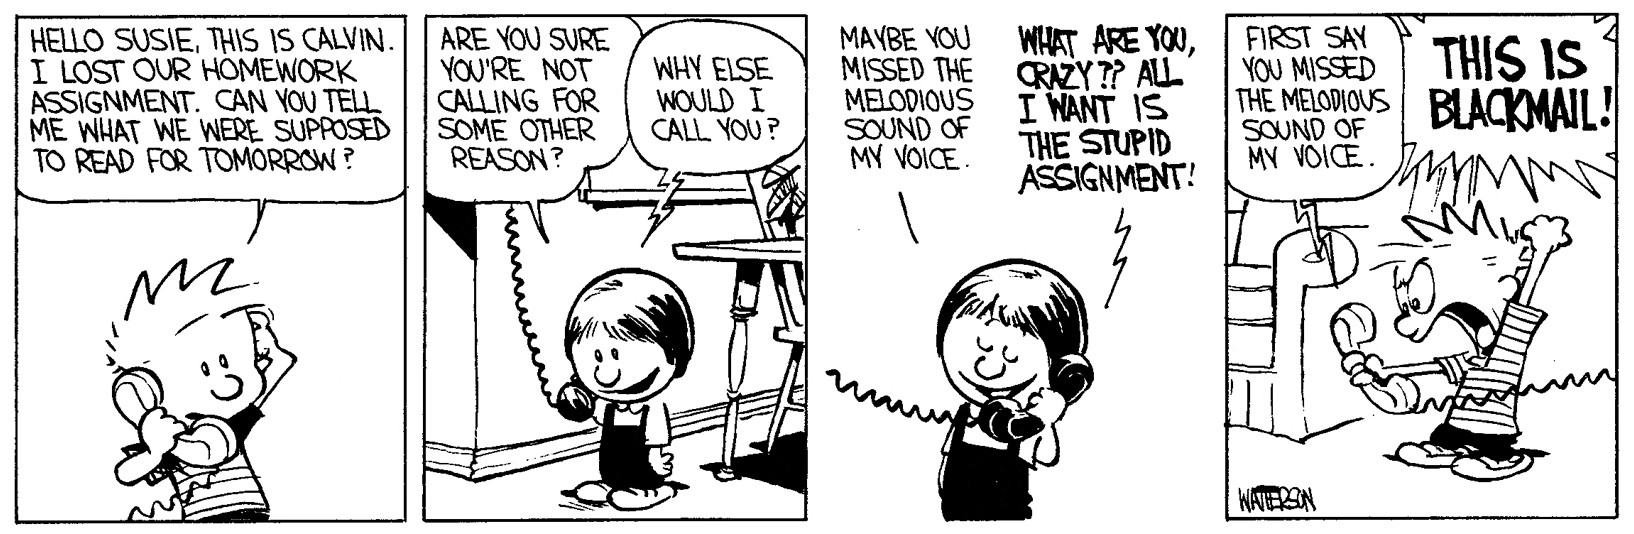 HELLO SUSIE, THIS IS CALVIN.
I LOST OUR HOMEWORK
ASSIGNMENT. CAN YOU TELL
ME WHAT WE WERE SUPPOSED
TO READ FOR TOMORROW?
ARE YOU SURE
YOU'RE NOT
CALLING FOR
SOME OTHER
REASON?
WHY ELSE
WOULD I
CALL YOU?
MAYBE YOU
MISSED THE
MELODIOUS
SOUND OF
MY VOICE.
WHAT ARE YOU,
CRAZY?? ALL
I WANT IS
THE STUPID
ASSIGNMENT!
FIRST SAY
YOU MISSED
THE MELODIOUS
SOUND OF
MY VOICE.
THIS IS
BLACKMAIL!
WATTERSON